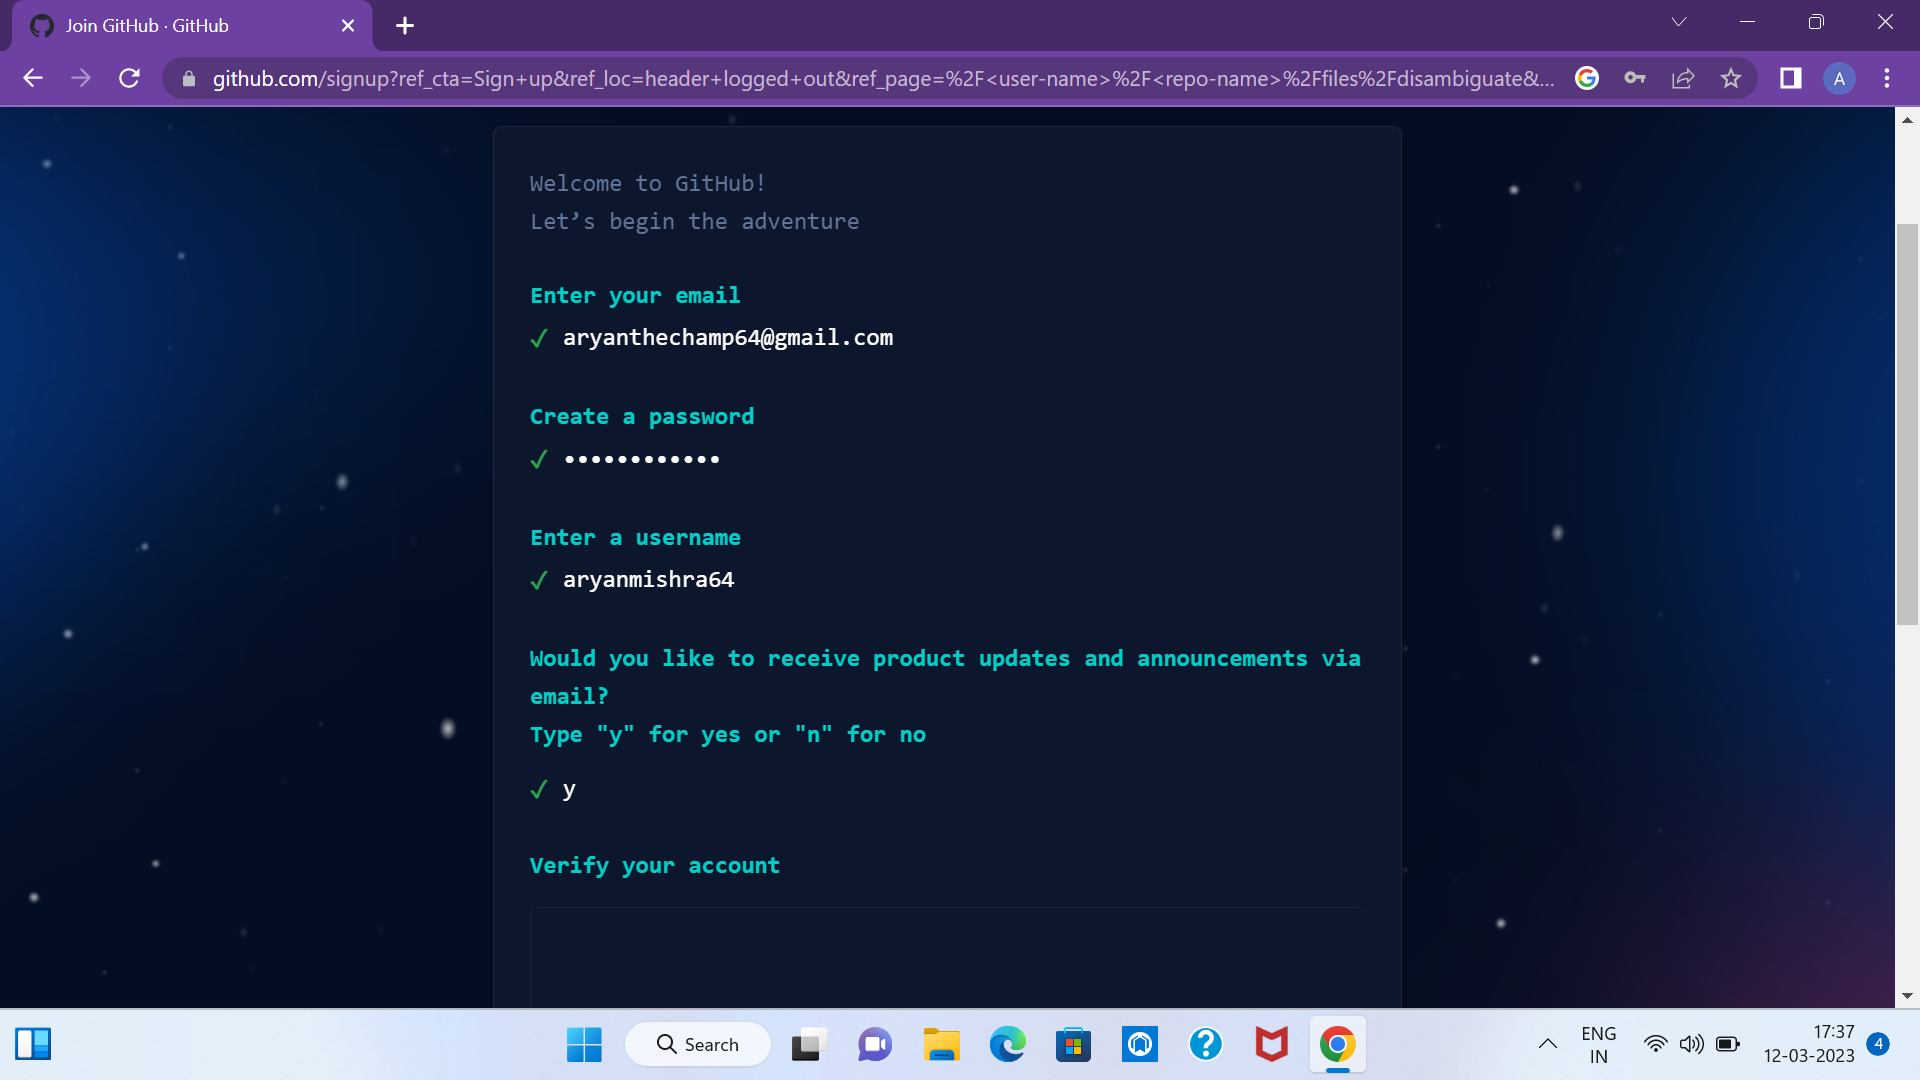 Join GitHub · GitHub
github.com/signup?ref_cta=Sign+up&ref_loc=header+logged+out&ref_page=%2F<user-name>%2F<repo-name>%2Ffiles%2Fdisambiguate&...
A
Welcome to GitHub!
Let’s begin the adventure
Enter your email
✓ aryanthechamp64@gmail.com
Create a password
✓ ••••••••••••
Enter a username
✓ aryanmishra64
Would you like to receive product updates and announcements via
email?
Type "y" for yes or "n" for no
✓ y
Verify your account
Search
ENG
IN
17:37
12-03-2023
4